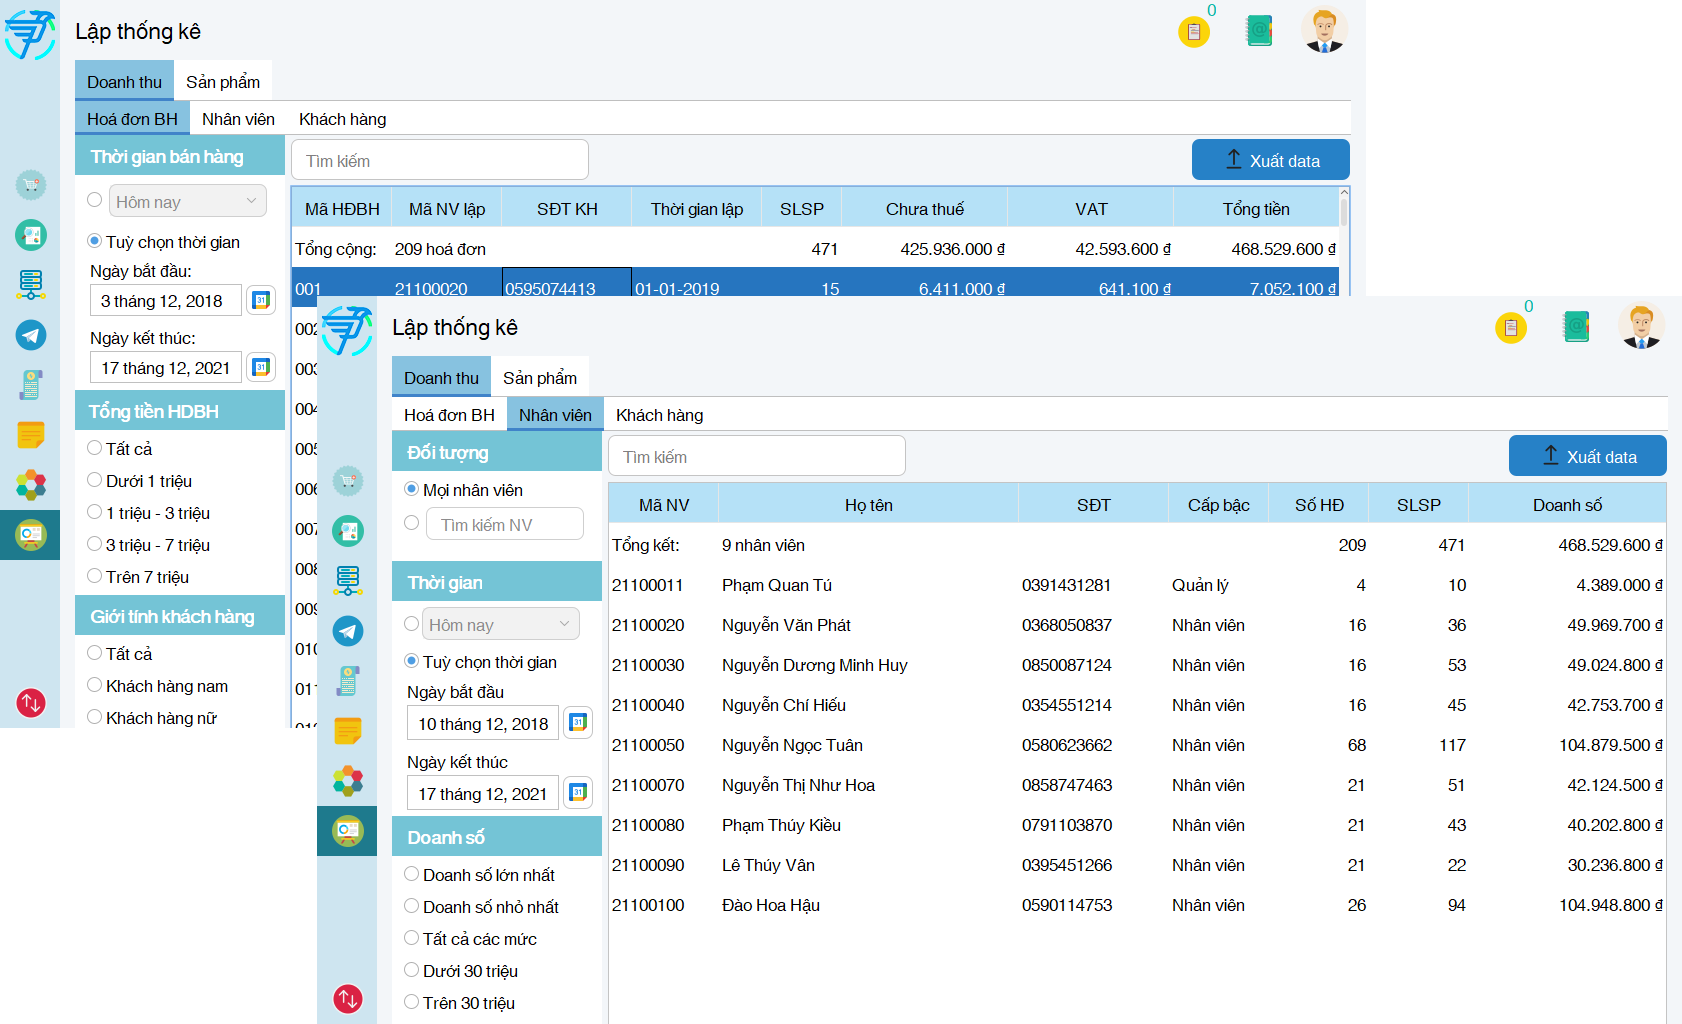 Lập thống kê
0
Doanh thu Sản phẩm
Hoá đơn BH Nhân viên Khách hàng
Thời gian bán hàng
Hôm nay
Tuỳ chọn thời gian
Ngày bắt đầu:
3 tháng 12, 2018
31
Ngày kết thúc:
17 tháng 12, 2021
31
Tổng tiền HDBH
Tất cả
Dưới 1 triệu
1 triệu - 3 triệu
3 triệu - 7 triệu
Trên 7 triệu
Giới tính khách hàng
Tất cả
Khách hàng nam
Khách hàng nữ
Tìm kiếm
Xuất data
Mã HĐBH Mã NV lập SĐT KH Thời gian lập SLSP Chưa thuế VAT Tổng tiền
Tổng cộng: 209 hoá đơn 471 425.936.000 ₫ 42.593.600 ₫ 468.529.600 ₫
001 21100020 0595074413 01-01-2019 15 6.411.000 ₫ 641.100 ₫ 7.052.100 ₫
002
003
004
005
006
007
008
009
010
011
Lập thống kê
0
Doanh thu Sản phẩm
Hoá đơn BH Nhân viên Khách hàng
Đối tượng
Mọi nhân viên
Tìm kiếm NV
Thời gian
Hôm nay
Tuỳ chọn thời gian
Ngày bắt đầu
10 tháng 12, 2018
31
Ngày kết thúc
17 tháng 12, 2021
31
Doanh số
Doanh số lớn nhất
Doanh số nhỏ nhất
Tất cả các mức
Dưới 30 triệu
Trên 30 triệu
Tìm kiếm
Xuất data
Mã NV Họ tên SĐT Cấp bậc Số HĐ SLSP Doanh số
Tổng kết: 9 nhân viên 209 471 468.529.600 ₫
21100011 Phạm Quan Tú 0391431281 Quản lý 4 10 4.389.000 ₫
21100020 Nguyễn Văn Phát 0368050837 Nhân viên 16 36 49.969.700 ₫
21100030 Nguyễn Dương Minh Huy 0850087124 Nhân viên 16 53 49.024.800 ₫
21100040 Nguyễn Chí Hiếu 0354551214 Nhân viên 16 45 42.753.700 ₫
21100050 Nguyễn Ngọc Tuân 0580623662 Nhân viên 68 117 104.879.500 ₫
21100070 Nguyễn Thị Như Hoa 0858747463 Nhân viên 21 51 42.124.500 ₫
21100080 Phạm Thúy Kiều 0791103870 Nhân viên 21 43 40.202.800 ₫
21100090 Lê Thúy Vân 0395451266 Nhân viên 21 22 30.236.800 ₫
21100100 Đào Hoa Hậu 0590114753 Nhân viên 26 94 104.948.800 ₫